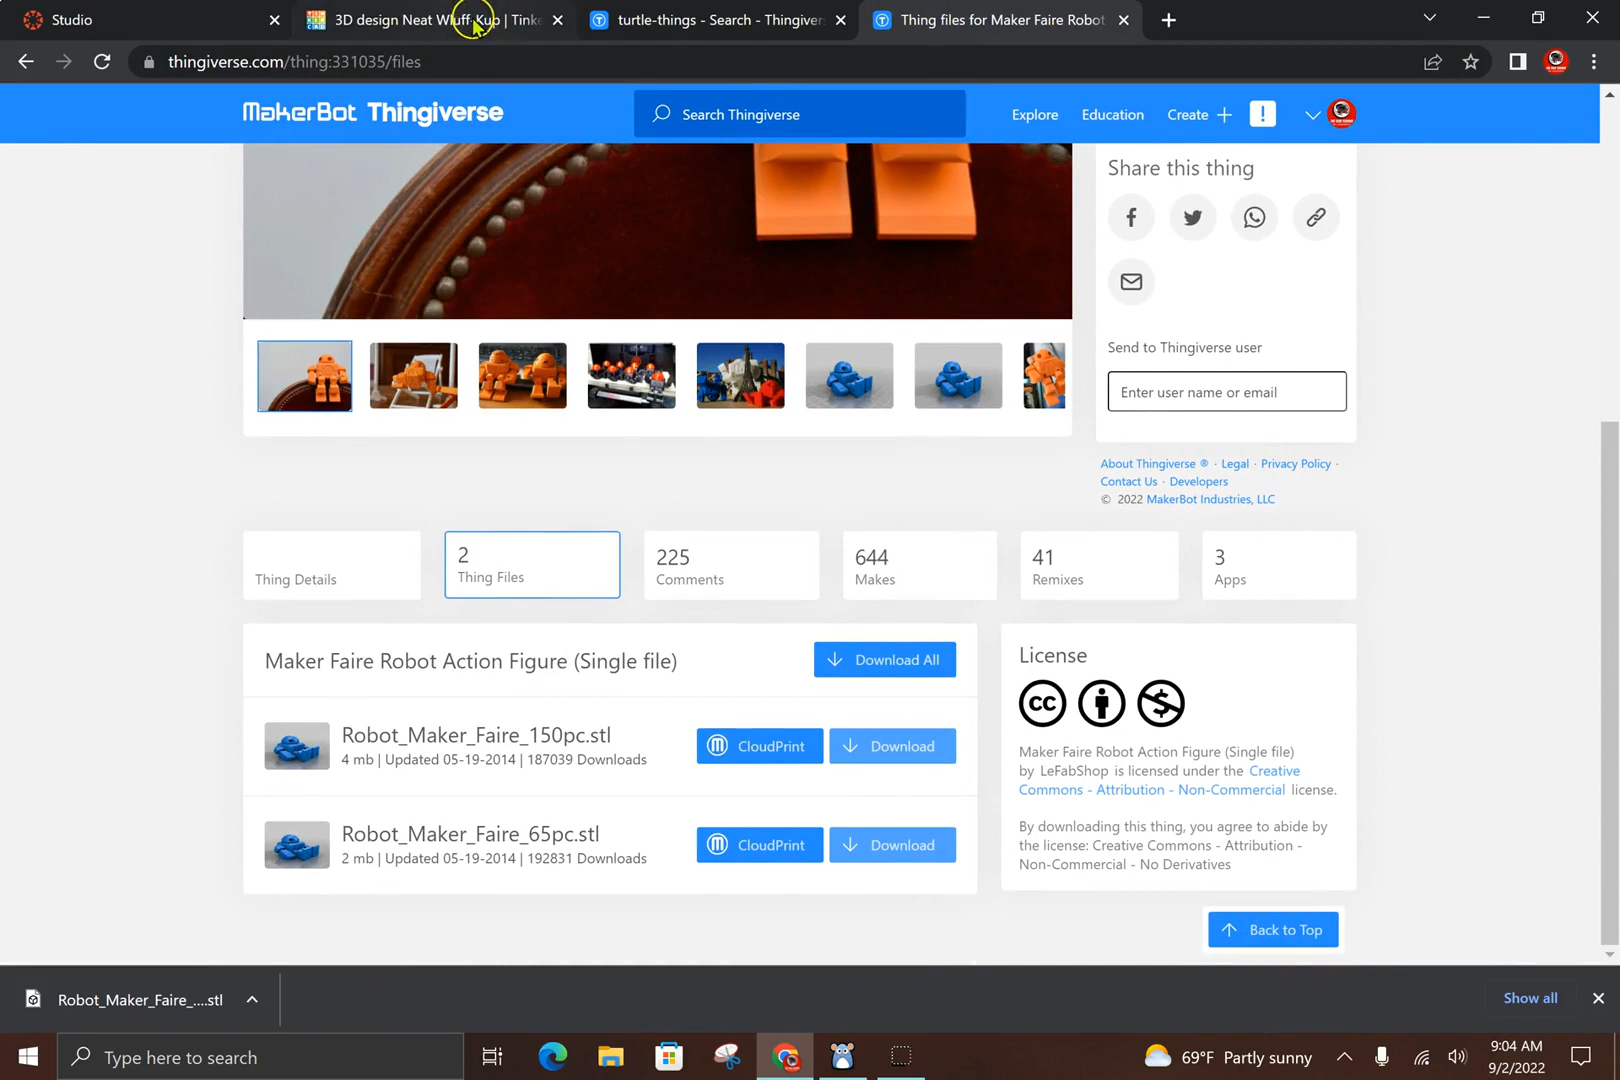 Studio
3D design Neat Wluff-Kup | Tinke
turtle-things - Search - Thingivers
Thing files for Maker Faire Robot
thingiverse.com/thing:331035/files
MakerBot Thingiverse
Search Thingiverse
Explore
Education
Create
Share this thing
Send to Thingiverse user
Enter user name or email
About Thingiverse ® · Legal · Privacy Policy ·
Contact Us · Developers
© 2022 MakerBot Industries, LLC
Thing Details
2
Thing Files
225
Comments
644
Makes
41
Remixes
3
Apps
Maker Faire Robot Action Figure (Single file)
Download All
Robot_Maker_Faire_150pc.stl
4 mb | Updated 05-19-2014 | 187039 Downloads
CloudPrint
Download
Robot_Maker_Faire_65pc.stl
2 mb | Updated 05-19-2014 | 192831 Downloads
CloudPrint
Download
License
Maker Faire Robot Action Figure (Single file)
by LeFabShop is licensed under the Creative
Commons - Attribution - Non-Commercial license.
By downloading this thing, you agree to abide by
the license: Creative Commons - Attribution -
Non-Commercial - No Derivatives
Back to Top
Robot_Maker_Faire_....stl
Show all
Type here to search
69°F Partly sunny
9:04 AM
9/2/2022